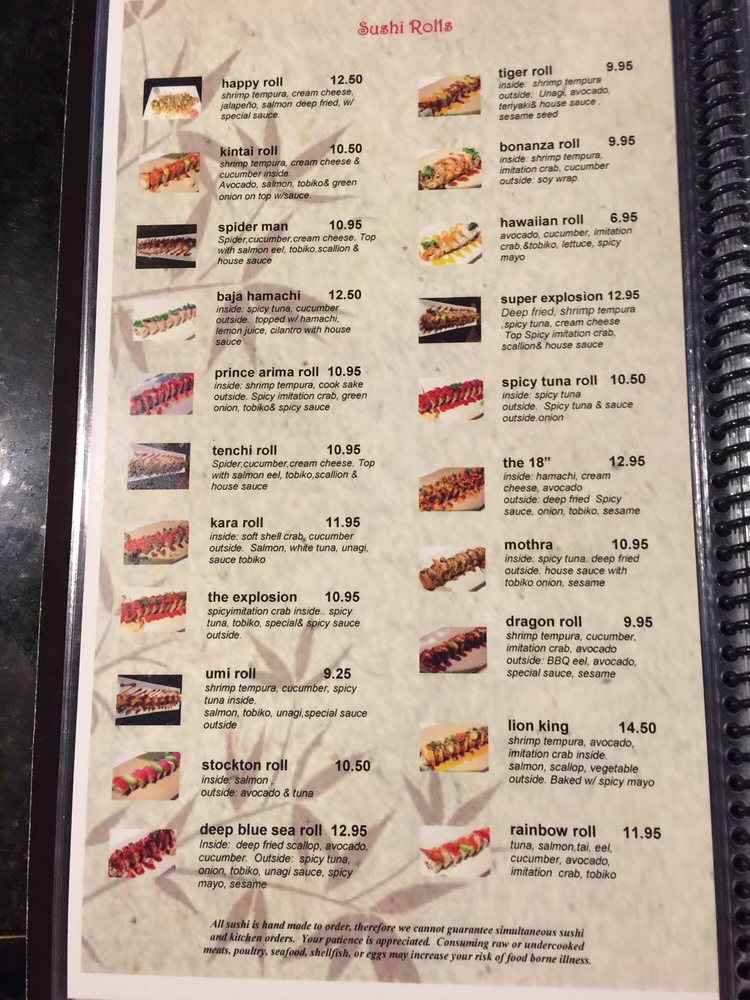 Sushi Rolls
happy roll 12.50
shrimp tempura, cream cheese,
jalapeño, salmon deep fried, w/
special sauce.
kintai roll 10.50
shrimp tempura, cream cheese &
cucumber inside.
Avocado, salmon, tobiko& green
onion on top w/sauce.
spider man 10.95
Spider,cucumber,cream cheese. Top
with salmon eel, tobiko,scallion &
house sauce
baja hamachi 12.50
inside: spicy tuna, cucumber
outside. topped w/ hamachi,
lemon juice, cilantro with house
sauce
prince arima roll 10.95
inside: shrimp tempura, cook sake
outside. Spicy imitation crab, green
onion, tobiko& spicy sauce
tenchi roll 10.95
Spider,cucumber,cream cheese. Top
with salmon eel, tobiko,scallion &
house sauce
kara roll 11.95
inside: soft shell crab, cucumber
outside. Salmon, white tuna, unagi,
sauce tobiko
the explosion 10.95
spicyimitation crab inside.. spicy
tuna, tobiko, special& spicy sauce
outside.
umi roll 9.25
shrimp tempura, cucumber, spicy
tuna inside.
salmon, tobiko, unagi,special sauce
outside
stockton roll 10.50
inside: salmon ,
outside: avocado & tuna
deep blue sea roll 12.95
Inside: deep fried scallop, avocado,
cucumber. Outside: spicy tuna,
onion, tobiko, unagi sauce, spicy
mayo, sesame
tiger roll 9.95
inside: shrimp tempura
outside: Unagi, avocado,
teriyaki& house sauce ,
sesame seed
bonanza roll 9.95
inside: shrimp tempura,
imitation crab, cucumber
outside: soy wrap.
hawaiian roll 6.95
avocado, cucumber, imitation
crab,&tobiko, lettuce, spicy
mayo
super explosion 12.95
Deep fried, shrimp tempura
,spicy tuna, cream cheese
Top Spicy imitation crab,
scallion& house sauce
spicy tuna roll 10.50
inside: spicy tuna
outside. Spicy tuna & sauce
outside.onion
the 18” 12.95
inside: hamachi, cream
cheese, avocado
outside: deep fried Spicy
sauce, onion, tobiko, sesame
mothra 10.95
inside: spicy tuna. deep fried
outside: house sauce with
tobiko onion, sesame
dragon roll 9.95
shrimp tempura, cucumber,
imitation crab, avocado
outside: BBQ eel, avocado,
special sauce, sesame
lion king 14.50
shrimp tempura, avocado,
imitation crab inside.
salmon, scallop, vegetable
outside. Baked w/ spicy mayo
rainbow roll 11.95
tuna, salmon,tai, eel,
cucumber, avocado,
imitation crab, tobiko
All sushi is hand made to order, therefore we cannot guarantee simultaneous sushi
and kitchen orders. Your patience is appreciated. Consuming raw or undercooked
meats, poultry, seafood, shellfish, or eggs may increase your risk of food borne illness.